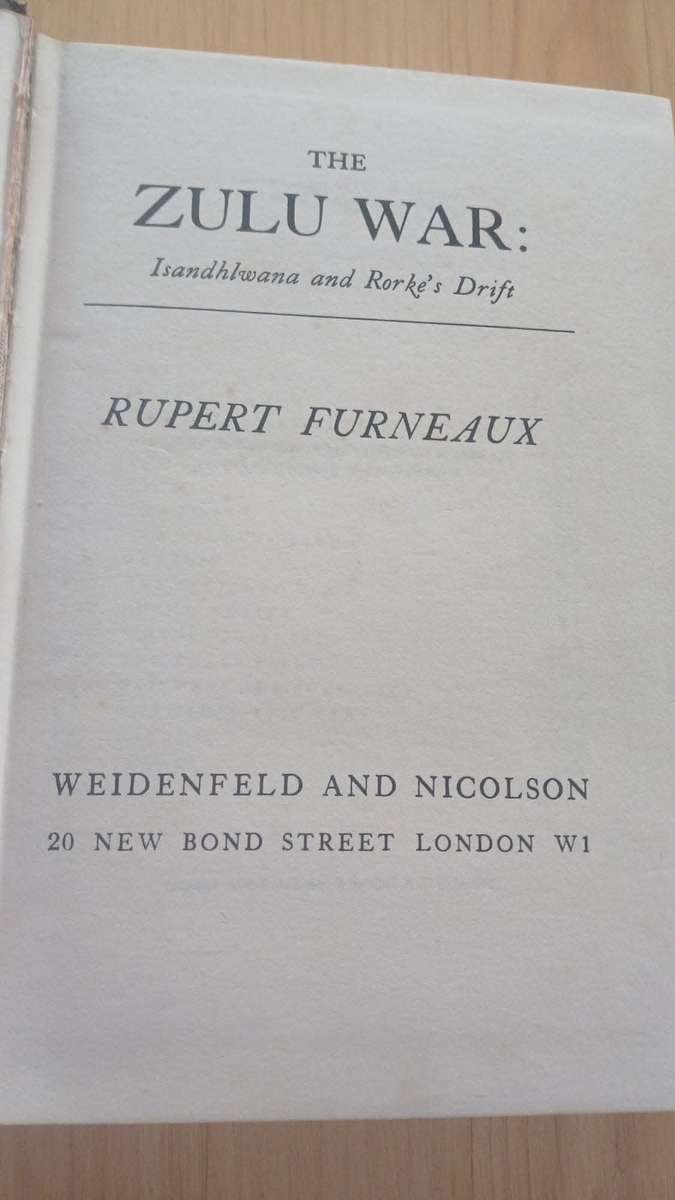 THE
ZULU WAR:
Isandhlwana and Rorke's Drift
RUPERT FURNEAUX
WEIDENFELD AND NICOLSON
20 NEW BOND STREET LONDON W1